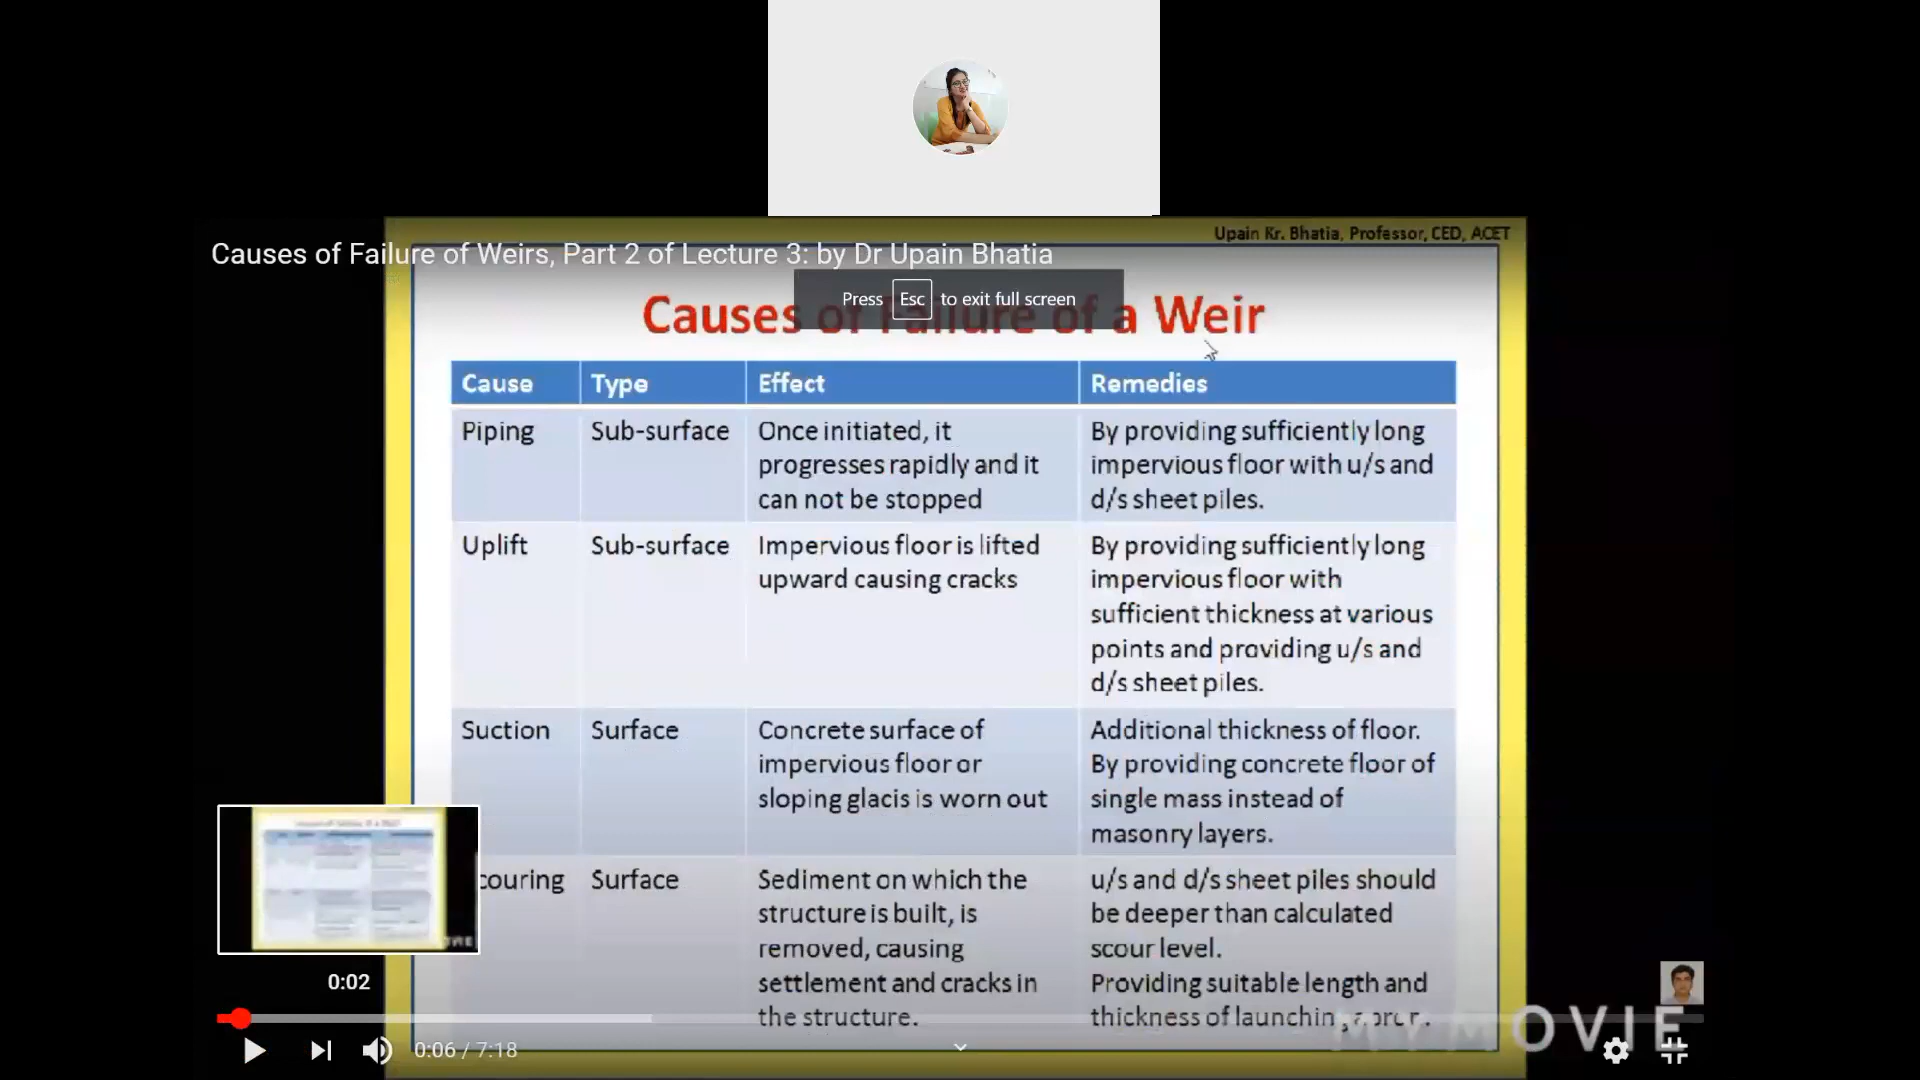 Upain Kr. Bhatia, Professor, CED, ACET
Causes of Failure of Weirs, Part 2 of Lecture 3: by Dr Upain Bhatia
Press Esc to exit full screen
Causes of Failure of a Weir
Cause Type Effect Remedies
Piping Sub-surface Once initiated, it
progresses rapidly and it
can not be stopped
By providing sufficiently long
impervious floor with u/s and
d/s sheet piles.
Uplift Sub-surface Impervious floor is lifted
upward causing cracks
By providing sufficiently long
impervious floor with
sufficient thickness at various
points and providing u/s and
d/s sheet piles.
Suction Surface Concrete surface of
impervious floor or
sloping glacis is worn out
Additional thickness of floor.
By providing concrete floor of
single mass instead of
masonry layers.
couring Surface Sediment on which the
structure is built, is
removed, causing
settlement and cracks in
the structure.
u/s and d/s sheet piles should
be deeper than calculated
scour level.
Providing suitable length and
thickness of launching apron.
0:02
0:06 / 7:18
MYMOVIE